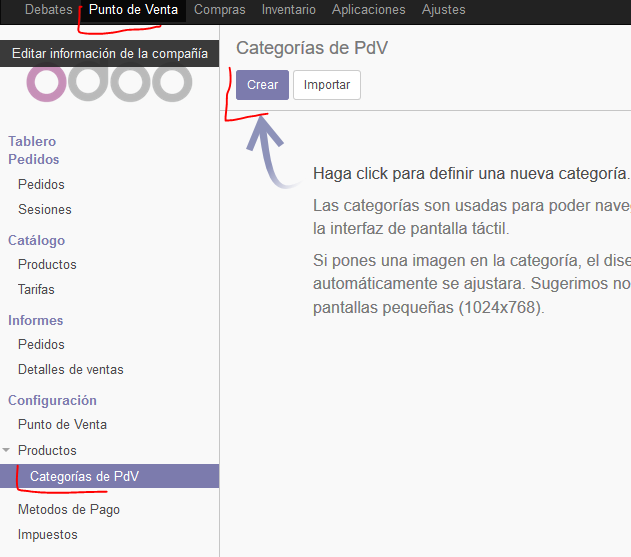 Debates Punto de Venta Compras Inventario Aplicaciones Ajustes
Editar información de la compañía
Tablero
Pedidos
Pedidos
Sesiones
Catálogo
Productos
Tarifas
Informes
Pedidos
Detalles de ventas
Configuración
Punto de Venta
Productos
Categorías de PdV
Metodos de Pago
Impuestos
Categorías de PdV
Crear Importar
Haga click para definir una nueva categoría.
Las categorías son usadas para poder nave
la interfaz de pantalla táctil.
Si pones una imagen en la categoría, el dise
automáticamente se ajustara. Sugerimos no
pantallas pequeñas (1024x768).